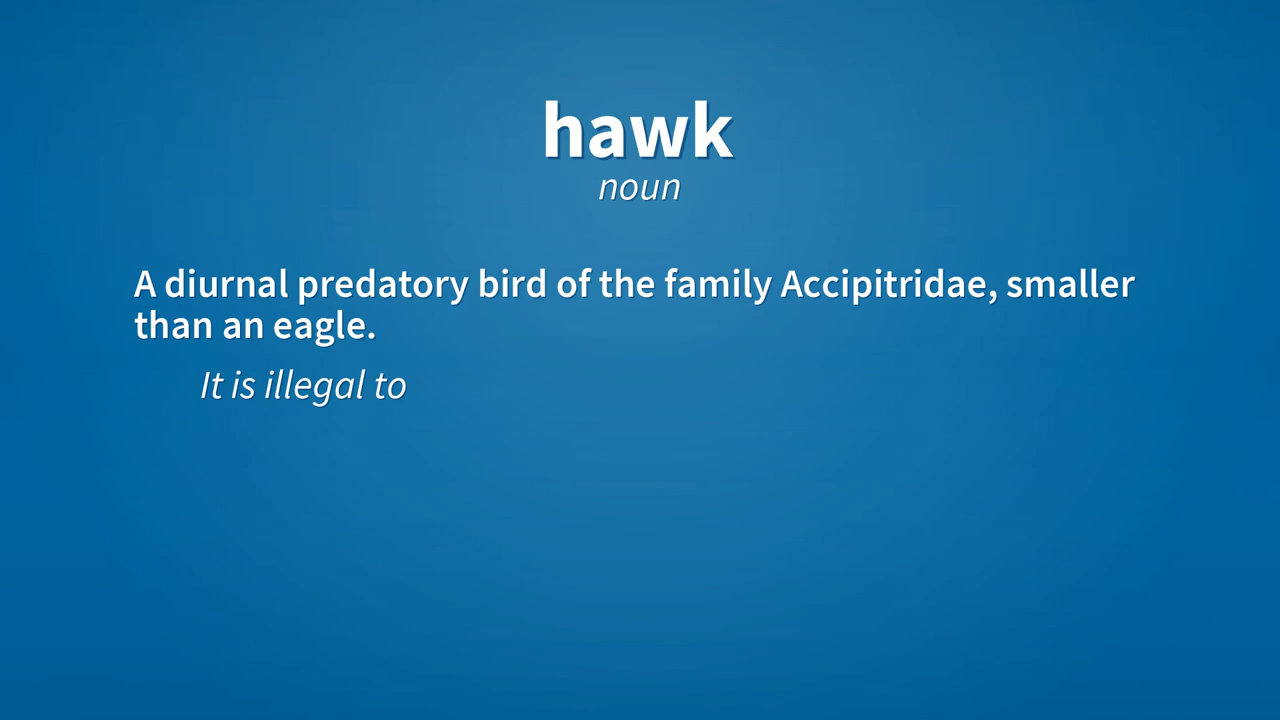 hawk
noun
A diurnal predatory bird of the family Accipitridae, smaller
than an eagle.
It is illegal to